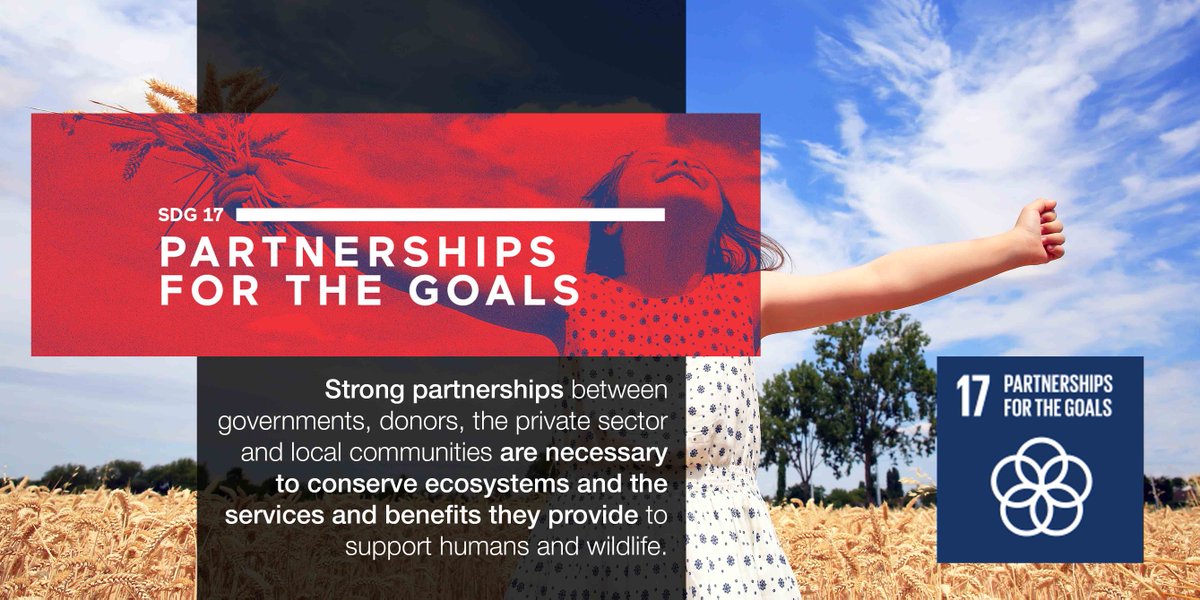 SDG 17
PARTNERSHIPS
FOR THE GOALS
Strong partnerships between
governments, donors, the private sector
and local communities are necessary
to conserve ecosystems and the
services and benefits they provide to
support humans and wildlife.
17 PARTNERSHIPS
FOR THE GOALS